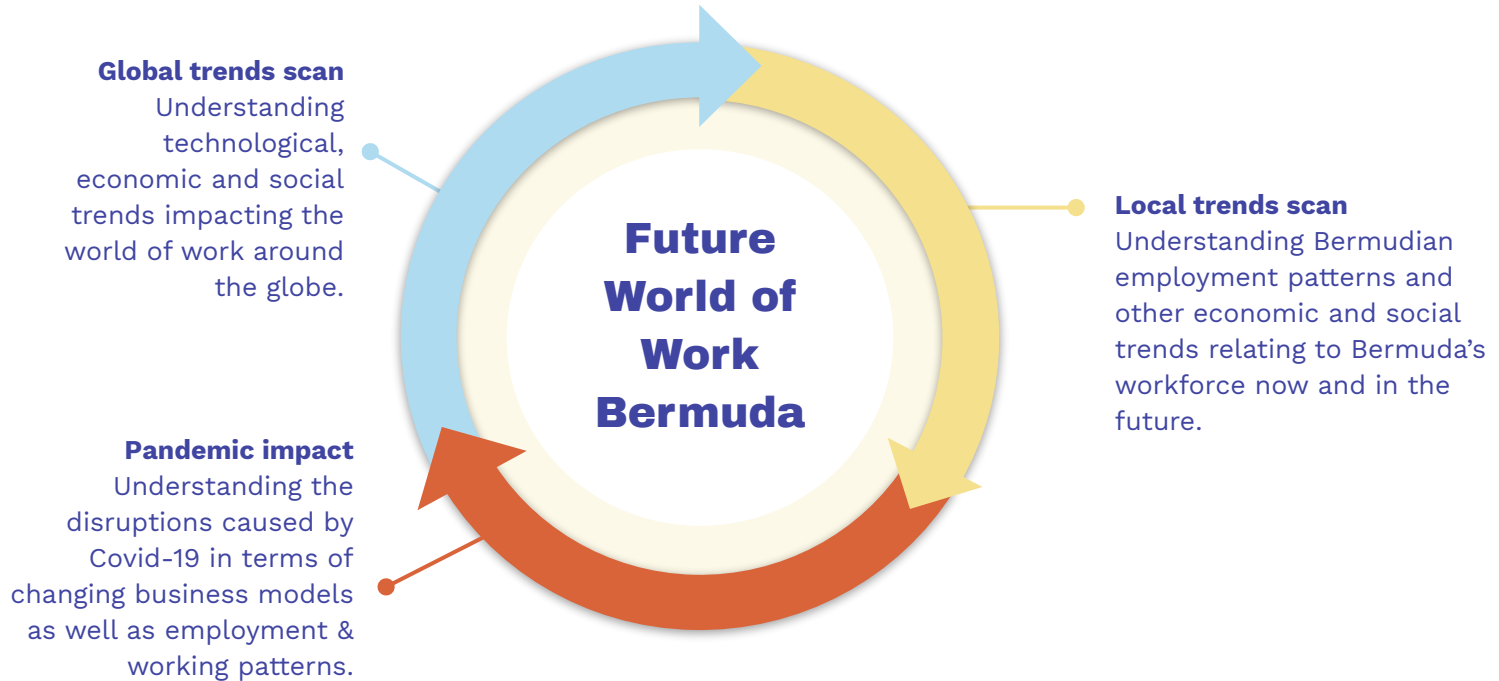 Global trends scan
Understanding
technological,
economic and social
trends impacting the
world of work around
the globe.
Future
World of
Work
Bermuda
Local trends scan
Understanding Bermudian
employment patterns and
other economic and social
trends relating to Bermuda’s
workforce now and in the
future.
Pandemic impact
Understanding the
disruptions caused by
Covid-19 in terms of
changing business models
as well as employment &
working patterns.